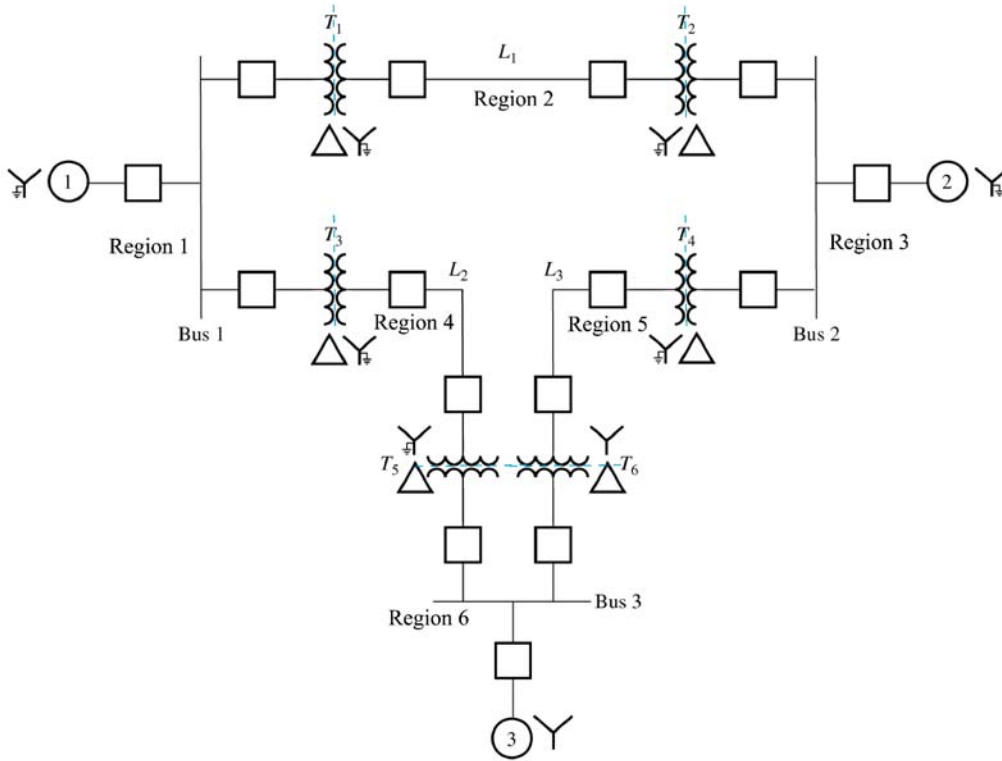 T1
T2
L1
Region 2
1
2
Region 1
Region 3
T3
T4
L2
L3
Region 4
Region 5
Bus 1
Bus 2
T5
T6
Region 6
Bus 3
3